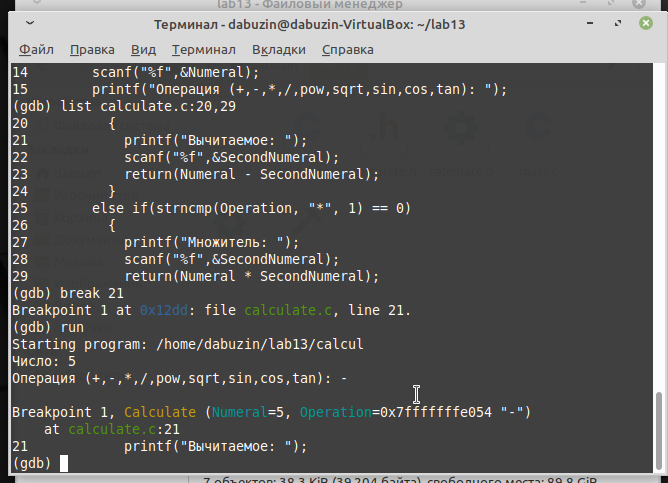 lab13 - Файловый менеджер
Терминал - dabuzin@dabuzin-VirtualBox: ~/lab13
Файл Правка Вид Терминал Вкладки Справка
14        scanf("%f",&Numeral);
15        printf("Операция (+,-,*,/,pow,sqrt,sin,cos,tan): ");
(gdb) list calculate.c:20,29
20          {
21            printf("Вычитаемое: ");
22            scanf("%f",&SecondNumeral);
23            return(Numeral - SecondNumeral);
24          }
25        else if(strncmp(Operation, "*", 1) == 0)
26          {
27            printf("Множитель: ");
28            scanf("%f",&SecondNumeral);
29            return(Numeral * SecondNumeral);
(gdb) break 21
Breakpoint 1 at 0x12dd: file calculate.c, line 21.
(gdb) run
Starting program: /home/dabuzin/lab13/calcul
Число: 5
Операция (+,-,*,/,pow,sqrt,sin,cos,tan): -
Breakpoint 1, Calculate (Numeral=5, Operation=0x7fffffffe054 "-")
    at calculate.c:21
21            printf("Вычитаемое: ");
(gdb)
7 объектов: 38,3 KiB (39 204 байта), свободного места: 89,8 GiB